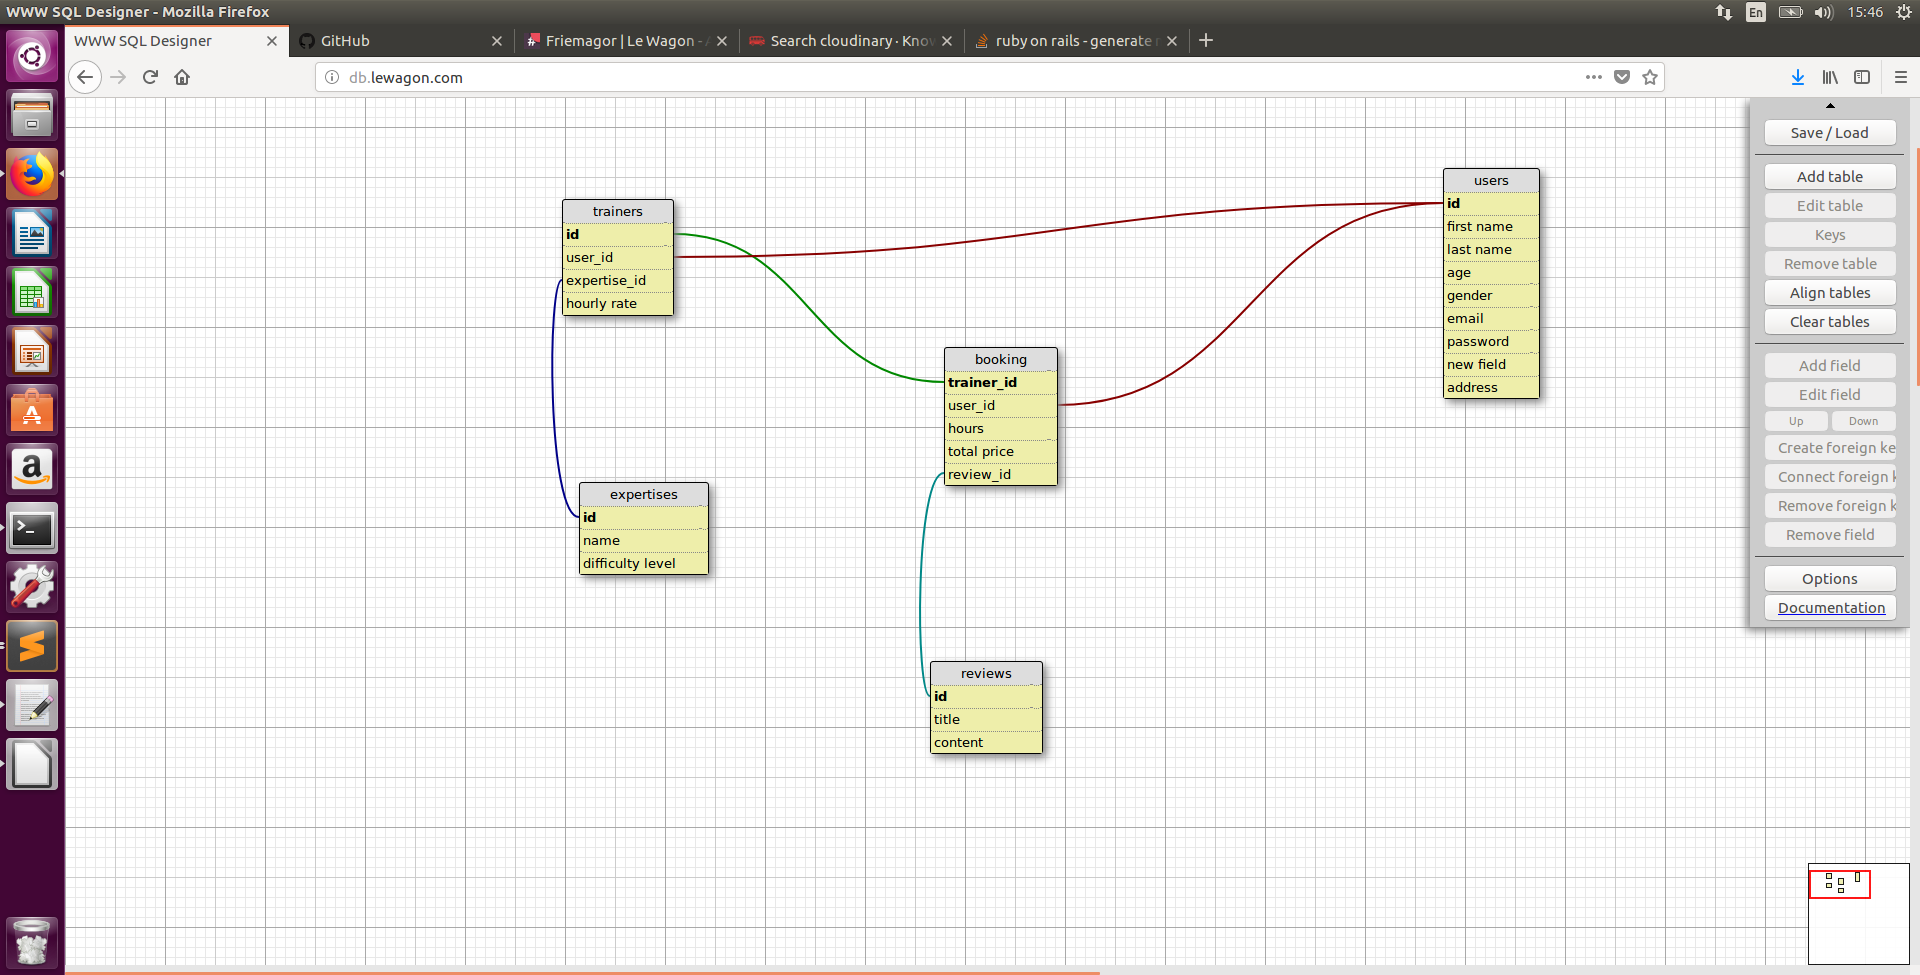 WWW SQL Designer - Mozilla Firefox
En
15:46
WWW SQL Designer
GitHub
Friemagor | Le Wagon -
Search cloudinary · Know
ruby on rails - generate
db.lewagon.com
Save / Load
Add table
Edit table
Keys
Remove table
Align tables
Clear tables
Add field
Edit field
Up
Down
Create foreign ke
Connect foreign k
Remove foreign k
Remove field
Options
Documentation
trainers
id
user_id
expertise_id
hourly rate
users
id
first name
last name
age
gender
email
password
new field
address
booking
trainer_id
user_id
hours
total price
review_id
expertises
id
name
difficulty level
reviews
id
title
content